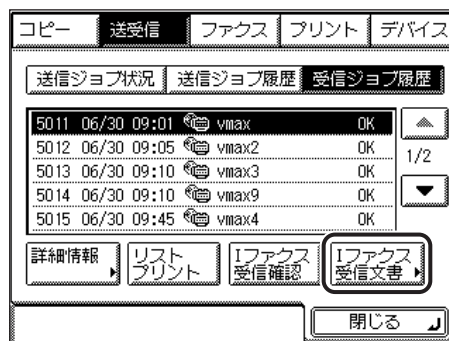 コピー 送受信 ファクス プリント デバイス
送信ジョブ状況 送信ジョブ履歴 受信ジョブ履歴
5011 06/30 09:01 vmax OK
5012 06/30 09:05 vmax2 OK
5013 06/30 09:10 vmax3 OK
5014 06/30 09:10 vmax9 OK
5015 06/30 09:45 vmax4 OK
1/2
詳細情報 リスト Iファクス Iファクス
プリント 受信確認 受信文書
閉じる